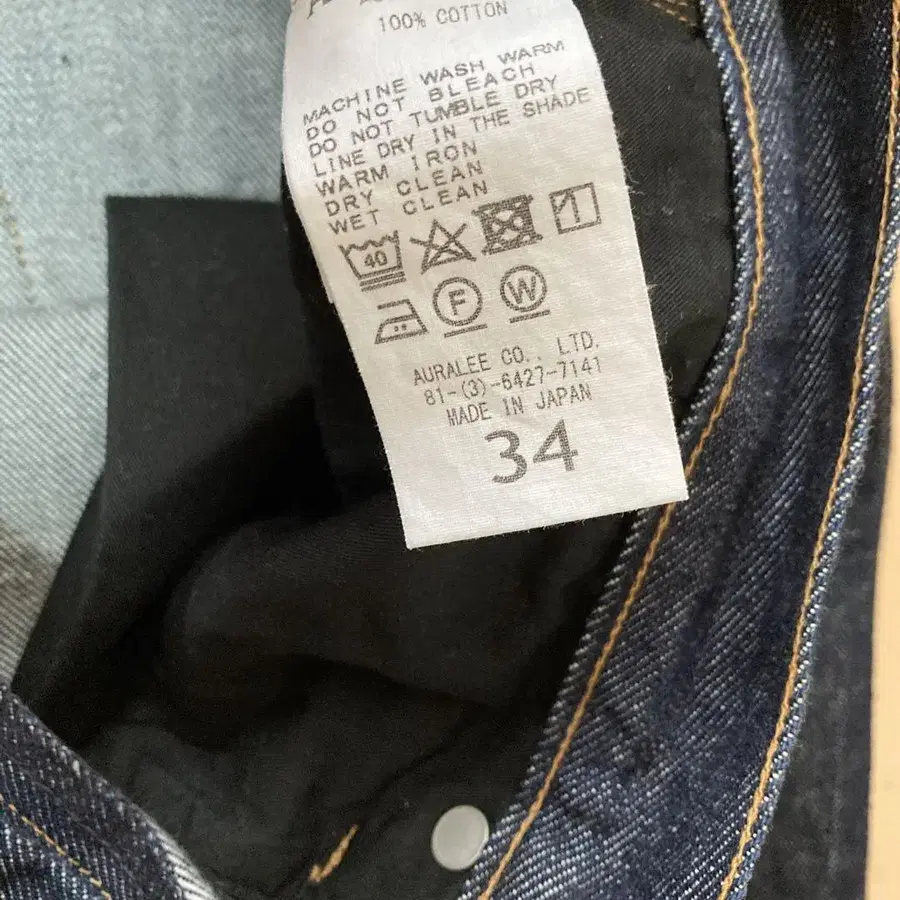 100% COTTON
MACHINE WASH WARM
DO NOT BLEACH
DO NOT TUMBLE DRY
LINE DRY IN THE SHADE
WARM IRON
DRY CLEAN
WET CLEAN
40
F W
AURALEE CO., LTD.
81-(3)-6427-7141
MADE IN JAPAN
34